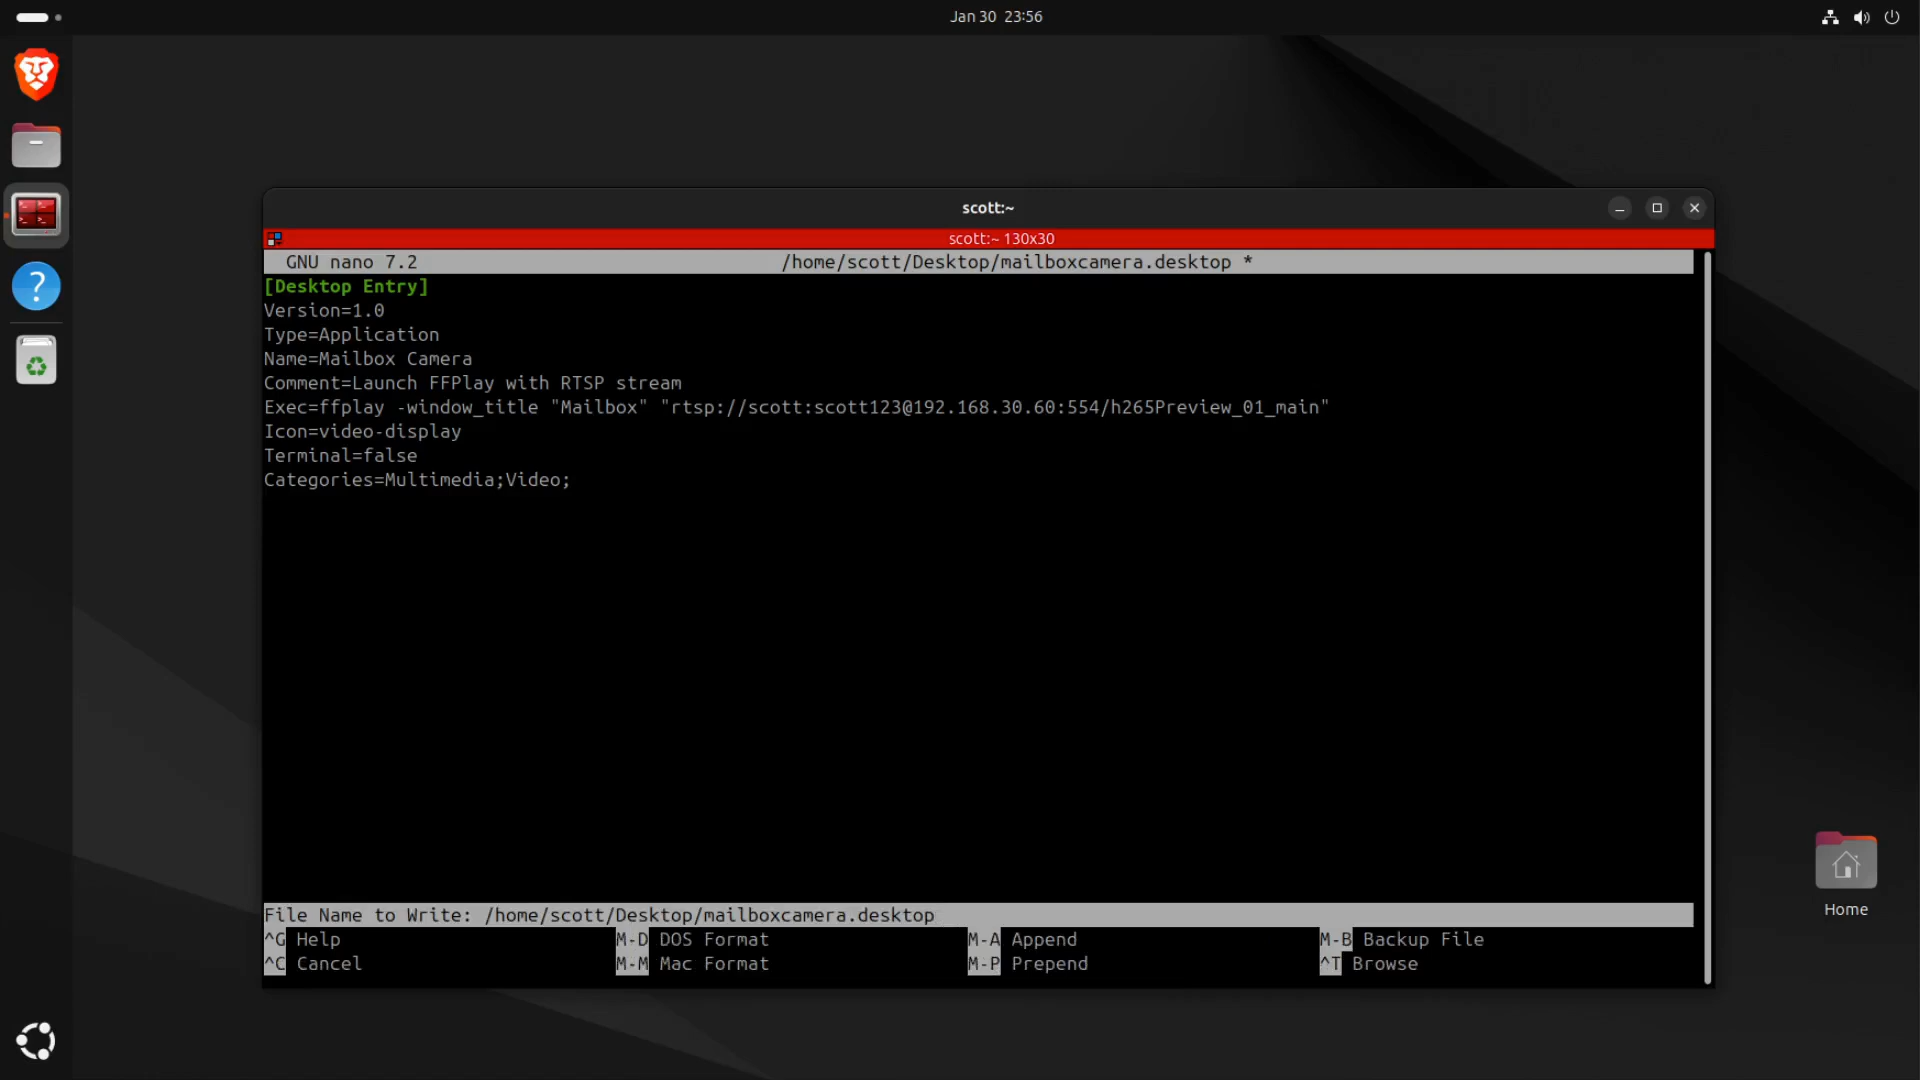 Jan 30 23:56
scott:~
scott:~ 130x30
GNU nano 7.2 /home/scott/Desktop/mailboxcamera.desktop *
[Desktop Entry]
Version=1.0
Type=Application
Name=Mailbox Camera
Comment=Launch FFPlay with RTSP stream
Exec=ffplay -window_title "Mailbox" "rtsp://scott:scott123@192.168.30.60:554/h265Preview_01_main"
Icon=video-display
Terminal=false
Categories=Multimedia;Video;
File Name to Write: /home/scott/Desktop/mailboxcamera.desktop
^G Help M-D DOS Format M-A Append M-B Backup File
^C Cancel M-M Mac Format M-P Prepend ^T Browse
Home